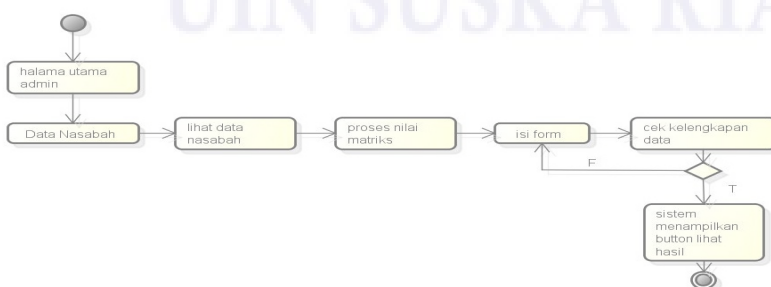 UIN SUSKA RIA
halama utama
admin
Data Nasabah
lihat data
nasabah
proses nilai
matriks
isi form
cek kelengkapan
data
F
T
sistem
menampilkan
button lihat
hasil